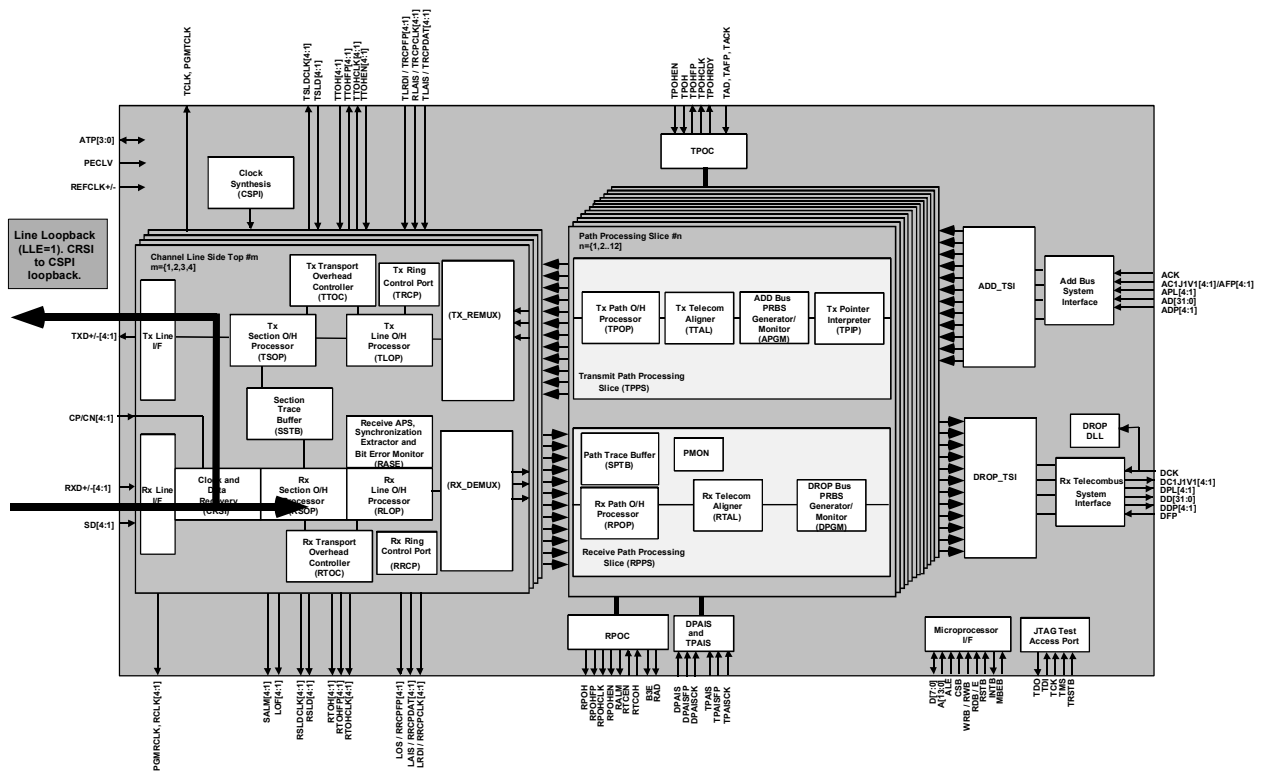 TCLK, PGMTCLK
TSLDCLK[4:1]
TSLD[4:1]
TTOH[4:1]
TTOHFP[4:1]
TTOHCLK[4:1]
TTOHEN[4:1]
TLRDI / TRCPFP[4:1]
RLAIS / TRCPCLK[4:1]
TLAIS / TRCPDAT[4:1]
TPOHEN
TPOH
TPOHFP
TPOHCLK
TPOHRDY
TAD, TAFP, TACK
ATP[3:0]
PECLV
REFCLK+/-
Clock
Synthesis
(CSPI)
TPOC
Line Loopback
(LLE=1). CRSI
to CSPI
loopback.
Channel Line Side Top #m
m={1,2,3,4]
Tx Transport
Overhead
Controller
(TTOC)
Tx Ring
Control Port
(TRCP)
(TX_REMUX)
Tx Line
I/F
Tx
Section O/H
Processor
(TSOP)
Tx
Line O/H
Processor
(TLOP)
TXD+/-[4:1]
Section
Trace
Buffer
(SSTB)
CP/CN[4:1]
Receive APS,
Synchronization
Extractor and
Bit Error Monitor
(RASE)
(RX_DEMUX)
RXD+/-[4:1]
Rx Line
I/F
Clock and
Data
Recovery
(CRSI)
Rx
Section O/H
Processor
(RSOP)
Rx
Line O/H
Processor
(RLOP)
SD[4:1]
Rx Transport
Overhead
Controller
(RTOC)
Rx Ring
Control Port
(RRCP)
Path Processing Slice #n
n={1,2..12]
Tx Path O/H
Processor
(TPOP)
Tx Telecom
Aligner
(TTAL)
ADD Bus
PRBS
Generator/
Monitor
(APGM)
Tx Pointer
Interpreter
(TPIP)
Transmit Path Processing
Slice (TPPS)
Path Trace Buffer
(SPTB)
PMON
Rx Path O/H
Processor
(RPOP)
Rx Telecom
Aligner
(RTAL)
DROP Bus
PRBS
Generator/
Monitor
(DPGM)
Receive Path Processing
Slice (RPPS)
ADD_TSI
Add Bus
System
Interface
ACK
AC1J1V1[4:1]/AFP[4:1]
APL[4:1]
AD[31:0]
ADP[4:1]
DROP
DLL
DROP_TSI
Rx Telecombus
System
Interface
DCK
DC1J1V1[4:1]
DPL[4:1]
DD[31:0]
DDP[4:1]
DFP
RPOC
DPAIS
and
TPAIS
Microprocessor
I/F
JTAG Test
Access Port
PGMRCLK, RCLK[4:1]
SALM[4:1]
LOF[4:1]
RSLDCLK[4:1]
RSLD[4:1]
RTOH[4:1]
RTOHFP[4:1]
RTOHCLK[4:1]
LOS / RRCPFP[4:1]
LAIS / RRCPDAT[4:1]
LRDI / RRCPCLK[4:1]
RPOH
RPOHFP
RPOHCLK
RPOHEN
RALM
RTCEN
RTCOH
B3E
RAD
DPAIS
DPAISFP
DPAISCK
TPAIS
TPAISFP
TPAISCK
D[7:0]
A[13:0]
ALE
CSB
WRB / RWB
RDB / E
RSTB
INTB
MBEB
TDO
TDI
TCK
TMS
TRSTB